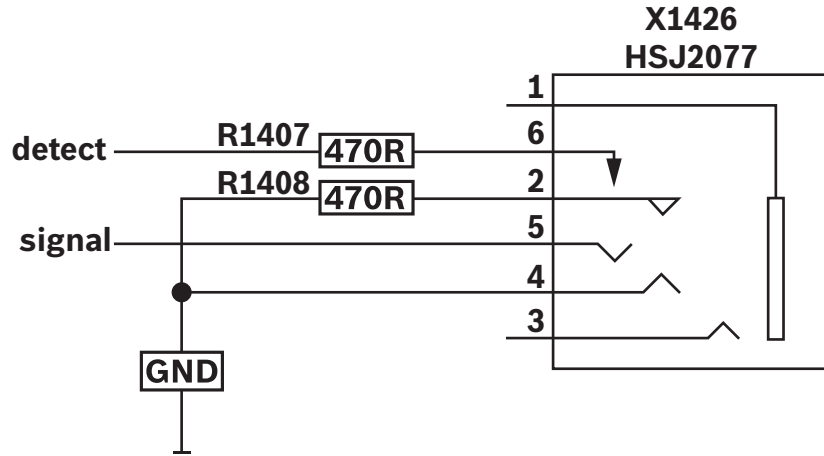 X1426
HSJ2077
1
detect R1407 470R 6
R1408 470R 2
signal 5
4
3
GND